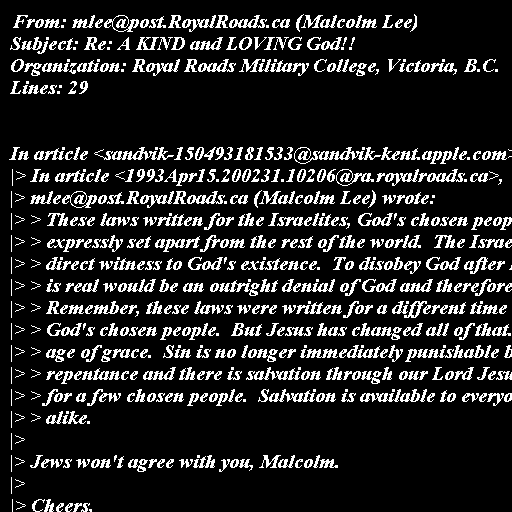 From: mlee@post.RoyalRoads.ca (Malcolm Lee)
Subject: Re: A KIND and LOVING God!!
Organization: Royal Roads Military College, Victoria, B.C.
Lines: 29
In article <sandvik-150493181533@sandvik-kent.apple.com>
|> In article <1993Apr15.200231.10206@ra.royalroads.ca>,
|> mlee@post.RoyalRoads.ca (Malcolm Lee) wrote:
|> > These laws written for the Israelites, God's chosen
|> > expressly set apart from the rest of the world.  The
|> > direct witness to God's existence.  To disobey God after
|> > is real would be an outright denial of God and therefore
|> > Remember, these laws were written for a different time
|> > God's chosen people.  But Jesus has changed all of that.
|> > age of grace.  Sin is no longer immediately punishable
|> > repentance and there is salvation through our Lord
|> > for a few chosen people.  Salvation is available to
|> > alike.
|>
|> Jews won't agree with you, Malcolm.
|>
|> Cheers,